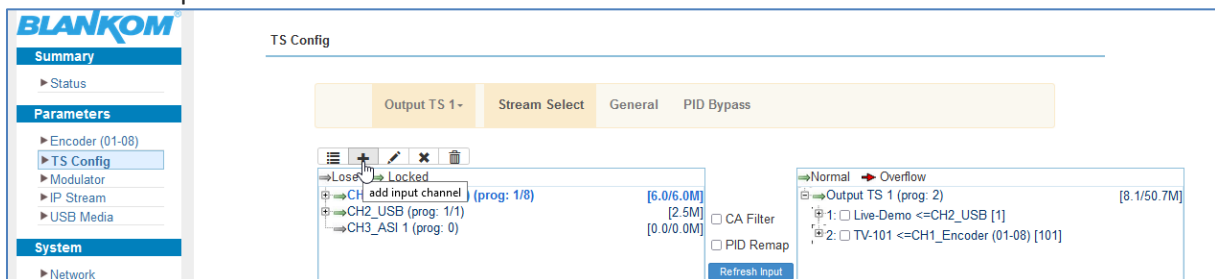 BLANKOM
Summary
Status
Parameters
Encoder (01-08)
TS Config
Modulator
IP Stream
USB Media
System
Network
TS Config
Output TS 1 Stream Select General PID Bypass
Lose Locked
add input channel
CH (prog: 1/8) [6.0/6.0M]
CH2_USB (prog: 1/1) [2.5M]
CH3_ASI 1 (prog: 0) [0.0/0.0M]
CA Filter
PID Remap
Refresh Input
Normal Overflow
Output TS 1 (prog: 2) [8.1/50.7M]
1: Live-Demo <=CH2_USB [1]
2: TV-101 <=CH1_Encoder (01-08) [101]